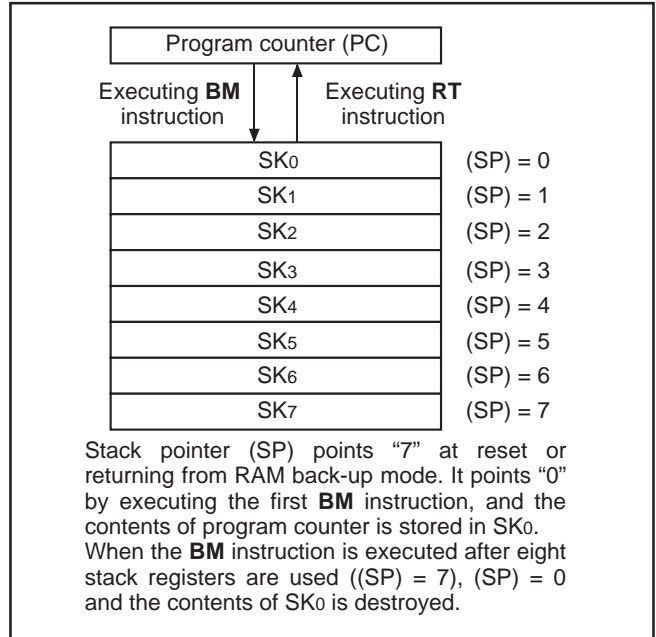 Program counter (PC)
Executing BM instruction
Executing RT instruction
SK0 (SP) = 0
SK1 (SP) = 1
SK2 (SP) = 2
SK3 (SP) = 3
SK4 (SP) = 4
SK5 (SP) = 5
SK6 (SP) = 6
SK7 (SP) = 7
Stack pointer (SP) points “7” at reset or
returning from RAM back-up mode. It points “0”
by executing the first BM instruction, and the
contents of program counter is stored in SK0.
When the BM instruction is executed after eight
stack registers are used ((SP) = 7), (SP) = 0
and the contents of SK0 is destroyed.